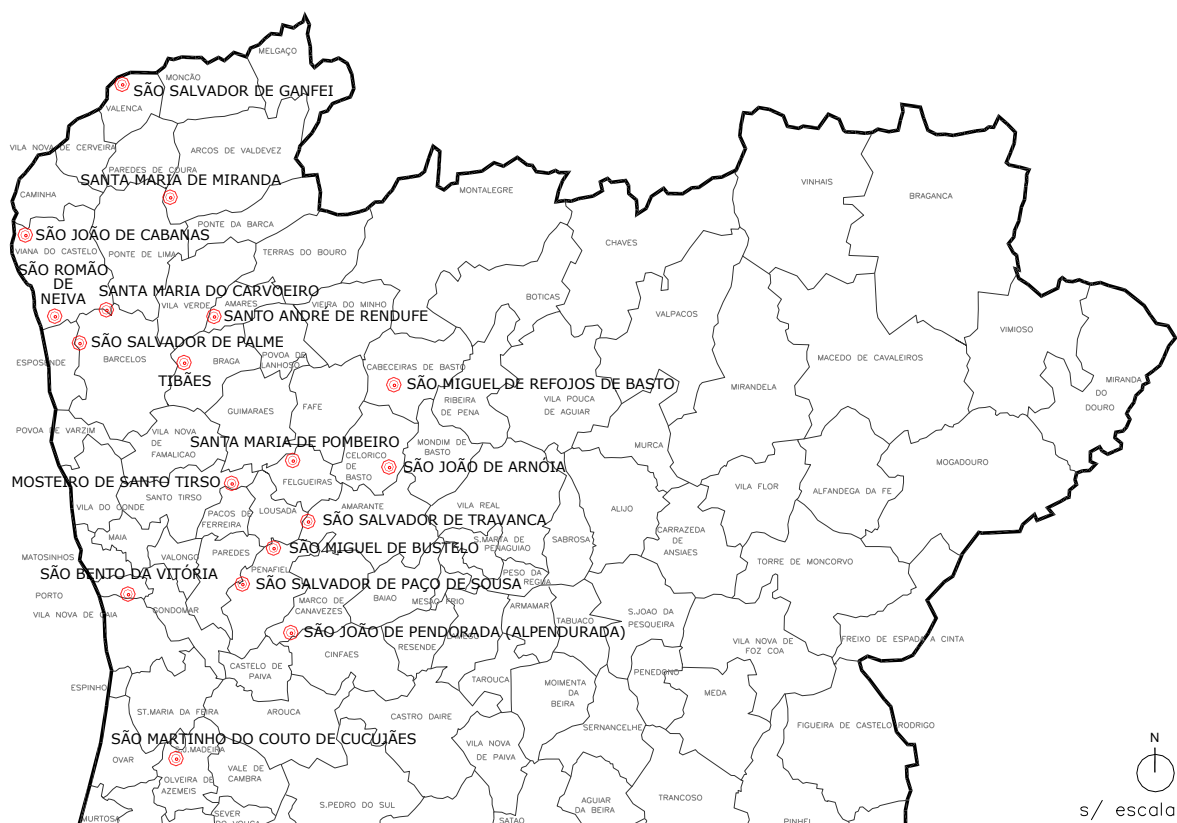 MELGAÇO
MONCÃO
SÃO SALVADOR DE GANFEI
VALENCA
VILA NOVA DE CERVEIRA
ARCOS DE VALDEVEZ
PAREDES DE COURA
SANTA MARIA DE MIRANDA
CAMINHA
VINHAIS
BRAGANCA
MONTALEGRE
PONTE DA BARCA
SÃO JOÃO DE CABANAS
VIANA DO CASTELO
PONTE DE LIMA
TERRAS DO BOURO
CHAVES
SÃO ROMÃO
DE
NEIVA
SANTA MARIA DO CARVOEIRO
VILA VERDE
AMARES
VIEIRA DO MINHO
BOTICAS
SANTO ANDRÉ DE RENDUFE
VALPACOS
VIMIOSO
SÃO SALVADOR DE PALME
ESPOSENDE
BARCELOS
BRAGA
POVOA DE
LANHOSO
CABECEIRAS DE BASTO
MACEDO DE CAVALEIROS
TIBÃES
SÃO MIGUEL DE REFOJOS DE BASTO
MIRANDELA
MIRANDA
DO
DOURO
RIBEIRA
DE PENA
VILA POUCA
DE AGUIAR
GUIMARAES
FAFE
POVOA DE VARZIM
VILA NOVA
DE
FAMALICAO
SANTA MARIA DE POMBEIRO
MONDIM DE
BASTO
MURCA
CELORICO
DE
BASTO
SÃO JOÃO DE ARNÓIA
MOGADOURO
MOSTEIRO DE SANTO TIRSO
FELGUEIRAS
VILA FLOR
ALFANDEGA DA FE
SANTO TIRSO
VILA DO CONDE
PACOS DE
FERREIRA
LOUSADA
AMARANTE
VILA REAL
ALIJO
SÃO SALVADOR DE TRAVANCA
CARRAZEDA
DE
ANSIAES
MAIA
S.MARTA DE
PENAGUIAO
SABROSA
MATOSINHOS
VALONGO
PAREDES
SÃO MIGUEL DE BUSTELO
TORRE DE MONCORVO
SÃO BENTO DA VITÓRIA
PENAFIEL
PESO DA
REGUA
SÃO SALVADOR DE PAÇO DE SOUSA
PORTO
VILA NOVA DE GAIA
GONDOMAR
MARCO DE
CANAVEZES
BAIAO
MESAO FRIO
ARMAMAR
TABUACO
S.JOAO DA
PESQUEIRA
SÃO JOÃO DE PENDORADA (ALPENDURADA)
CINFAES
RESENDE
VILA NOVA DE
FOZ COA
FREIXO DE ESPADA A CINTA
CASTELO DE
PAIVA
TAROUCA
PENEDONO
ESPINHO
MOIMENTA
DA
BEIRA
MEDA
ST.MARIA DA FEIRA
AROUCA
CASTRO DAIRE
SERNANCELHE
FIGUEIRA DE CASTELO RODRIGO
SÃO MARTINHO DO COUTO DE CUCUJÃES
S.J.MADEIRA
OVAR
VILA NOVA
DE PAIVA
N
OLVEIRA DE
AZEMEIS
VALE DE
CAMBRA
S.PEDRO DO SUL
AGUIAR
DA BEIRA
TRANCOSO
s/ escala
MURTOSA
SEVER
SATAO
PINHEL